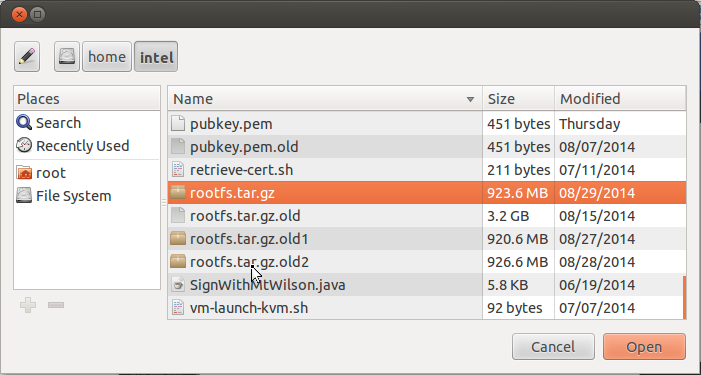 home intel
Places
Search
Recently Used
root
File System
Name Size Modified
pubkey.pem 451 bytes Thursday
pubkey.pem.old 451 bytes 08/07/2014
retrieve-cert.sh 211 bytes 07/11/2014
rootfs.tar.gz 923.6 MB 08/29/2014
rootfs.tar.gz.old 3.2 GB 08/15/2014
rootfs.tar.gz.old1 920.6 MB 08/27/2014
rootfs.tar.gz.old2 926.6 MB 08/28/2014
SignWithMtWilson.java 5.8 KB 06/19/2014
vm-launch-kvm.sh 92 bytes 07/07/2014
Cancel Open